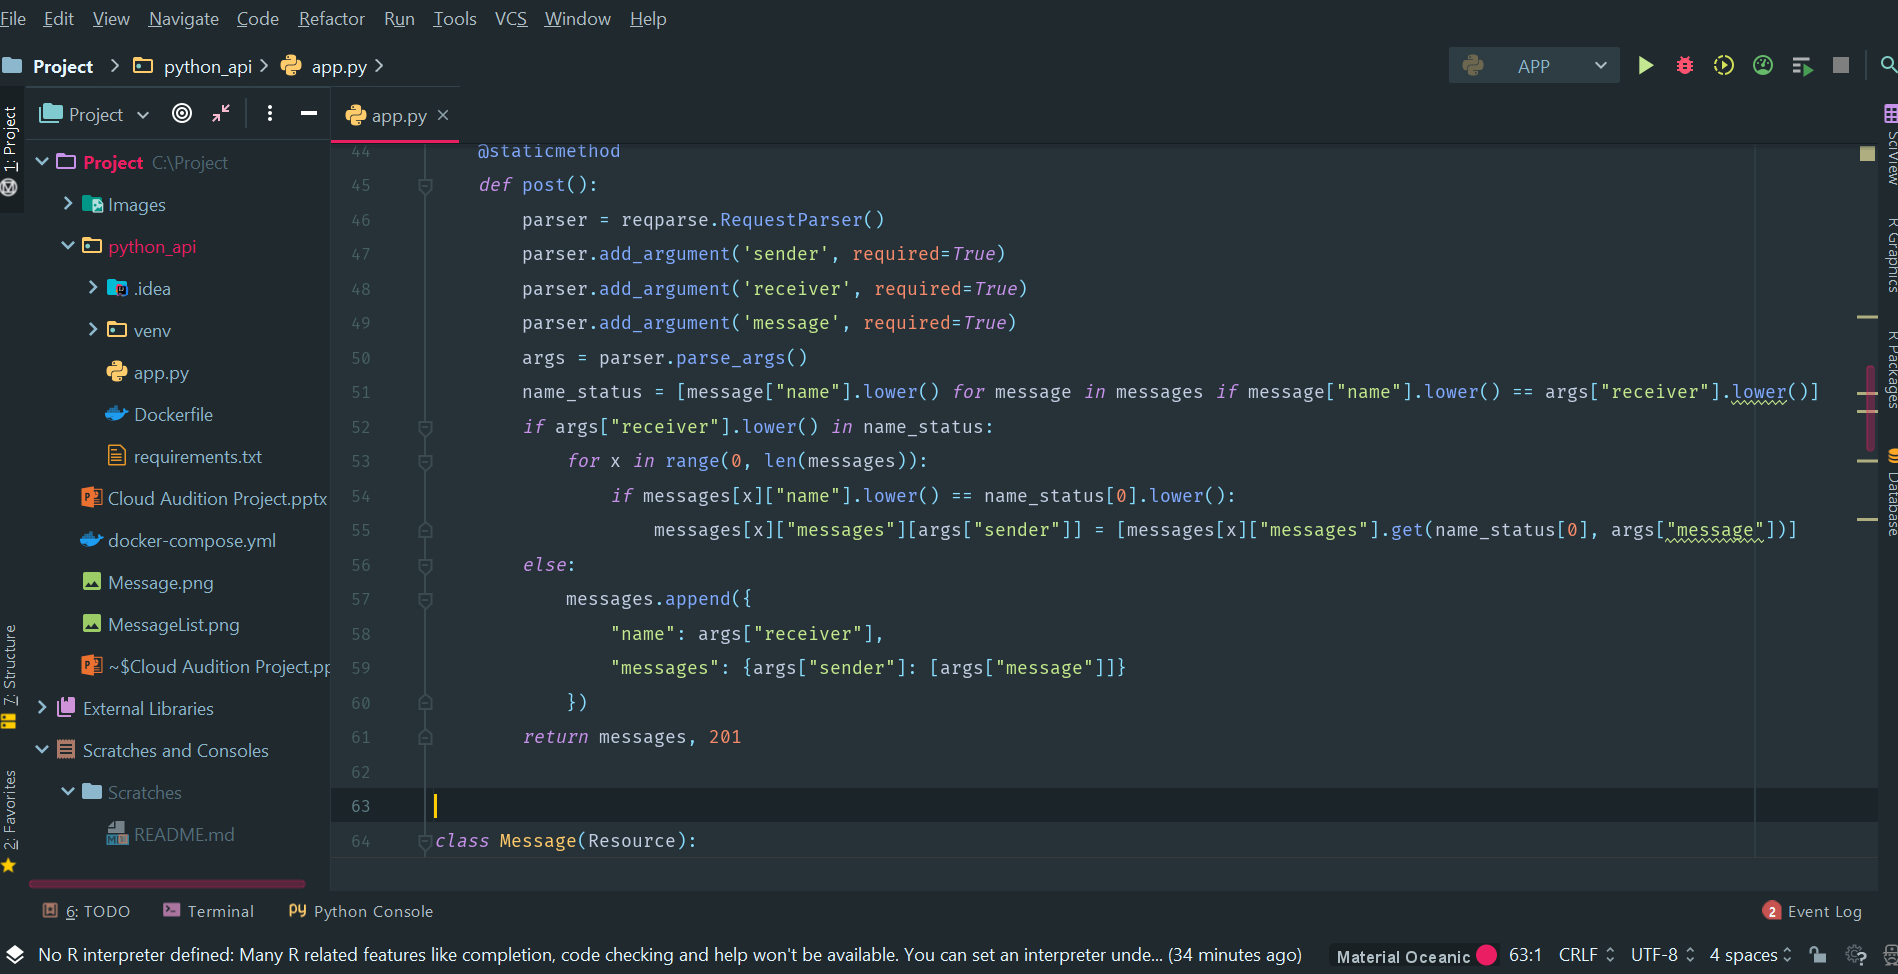 File Edit View Navigate Code Refactor Run Tools VCS Window Help
Project python_api app.py APP
1: Project
Project
app.py
Project C:\Project
Images
python_api
.idea
venv
app.py
Dockerfile
requirements.txt
Cloud Audition Project.pptx
docker-compose.yml
Message.png
MessageList.png
~$Cloud Audition Project.pp
External Libraries
Scratches and Consoles
Scratches
README.md
7: Structure
2: Favorites
44 @staticmethod
45 def post():
46 parser = reqparse.RequestParser()
47 parser.add_argument('sender', required=True)
48 parser.add_argument('receiver', required=True)
49 parser.add_argument('message', required=True)
50 args = parser.parse_args()
51 name_status = [message["name"].lower() for message in messages if message["name"].lower() == args["receiver"].lower()]
52 if args["receiver"].lower() in name_status:
53 for x in range(0, len(messages)):
54 if messages[x]["name"].lower() == name_status[0].lower():
55 messages[x]["messages"][args["sender"]] = [messages[x]["messages"].get(name_status[0], args["message"])]
56 else:
57 messages.append({
58 "name": args["receiver"],
59 "messages": {args["sender"]: [args["message"]]}
60 })
61 return messages, 201
62
63
64 class Message(Resource):
SciView
R Graphics
R Packages
Database
6: TODO Terminal Python Console 2 Event Log
No R interpreter defined: Many R related features like completion, code checking and help won't be available. You can set an interpreter unde... (34 minutes ago) Material Oceanic 63:1 CRLF UTF-8 4 spaces